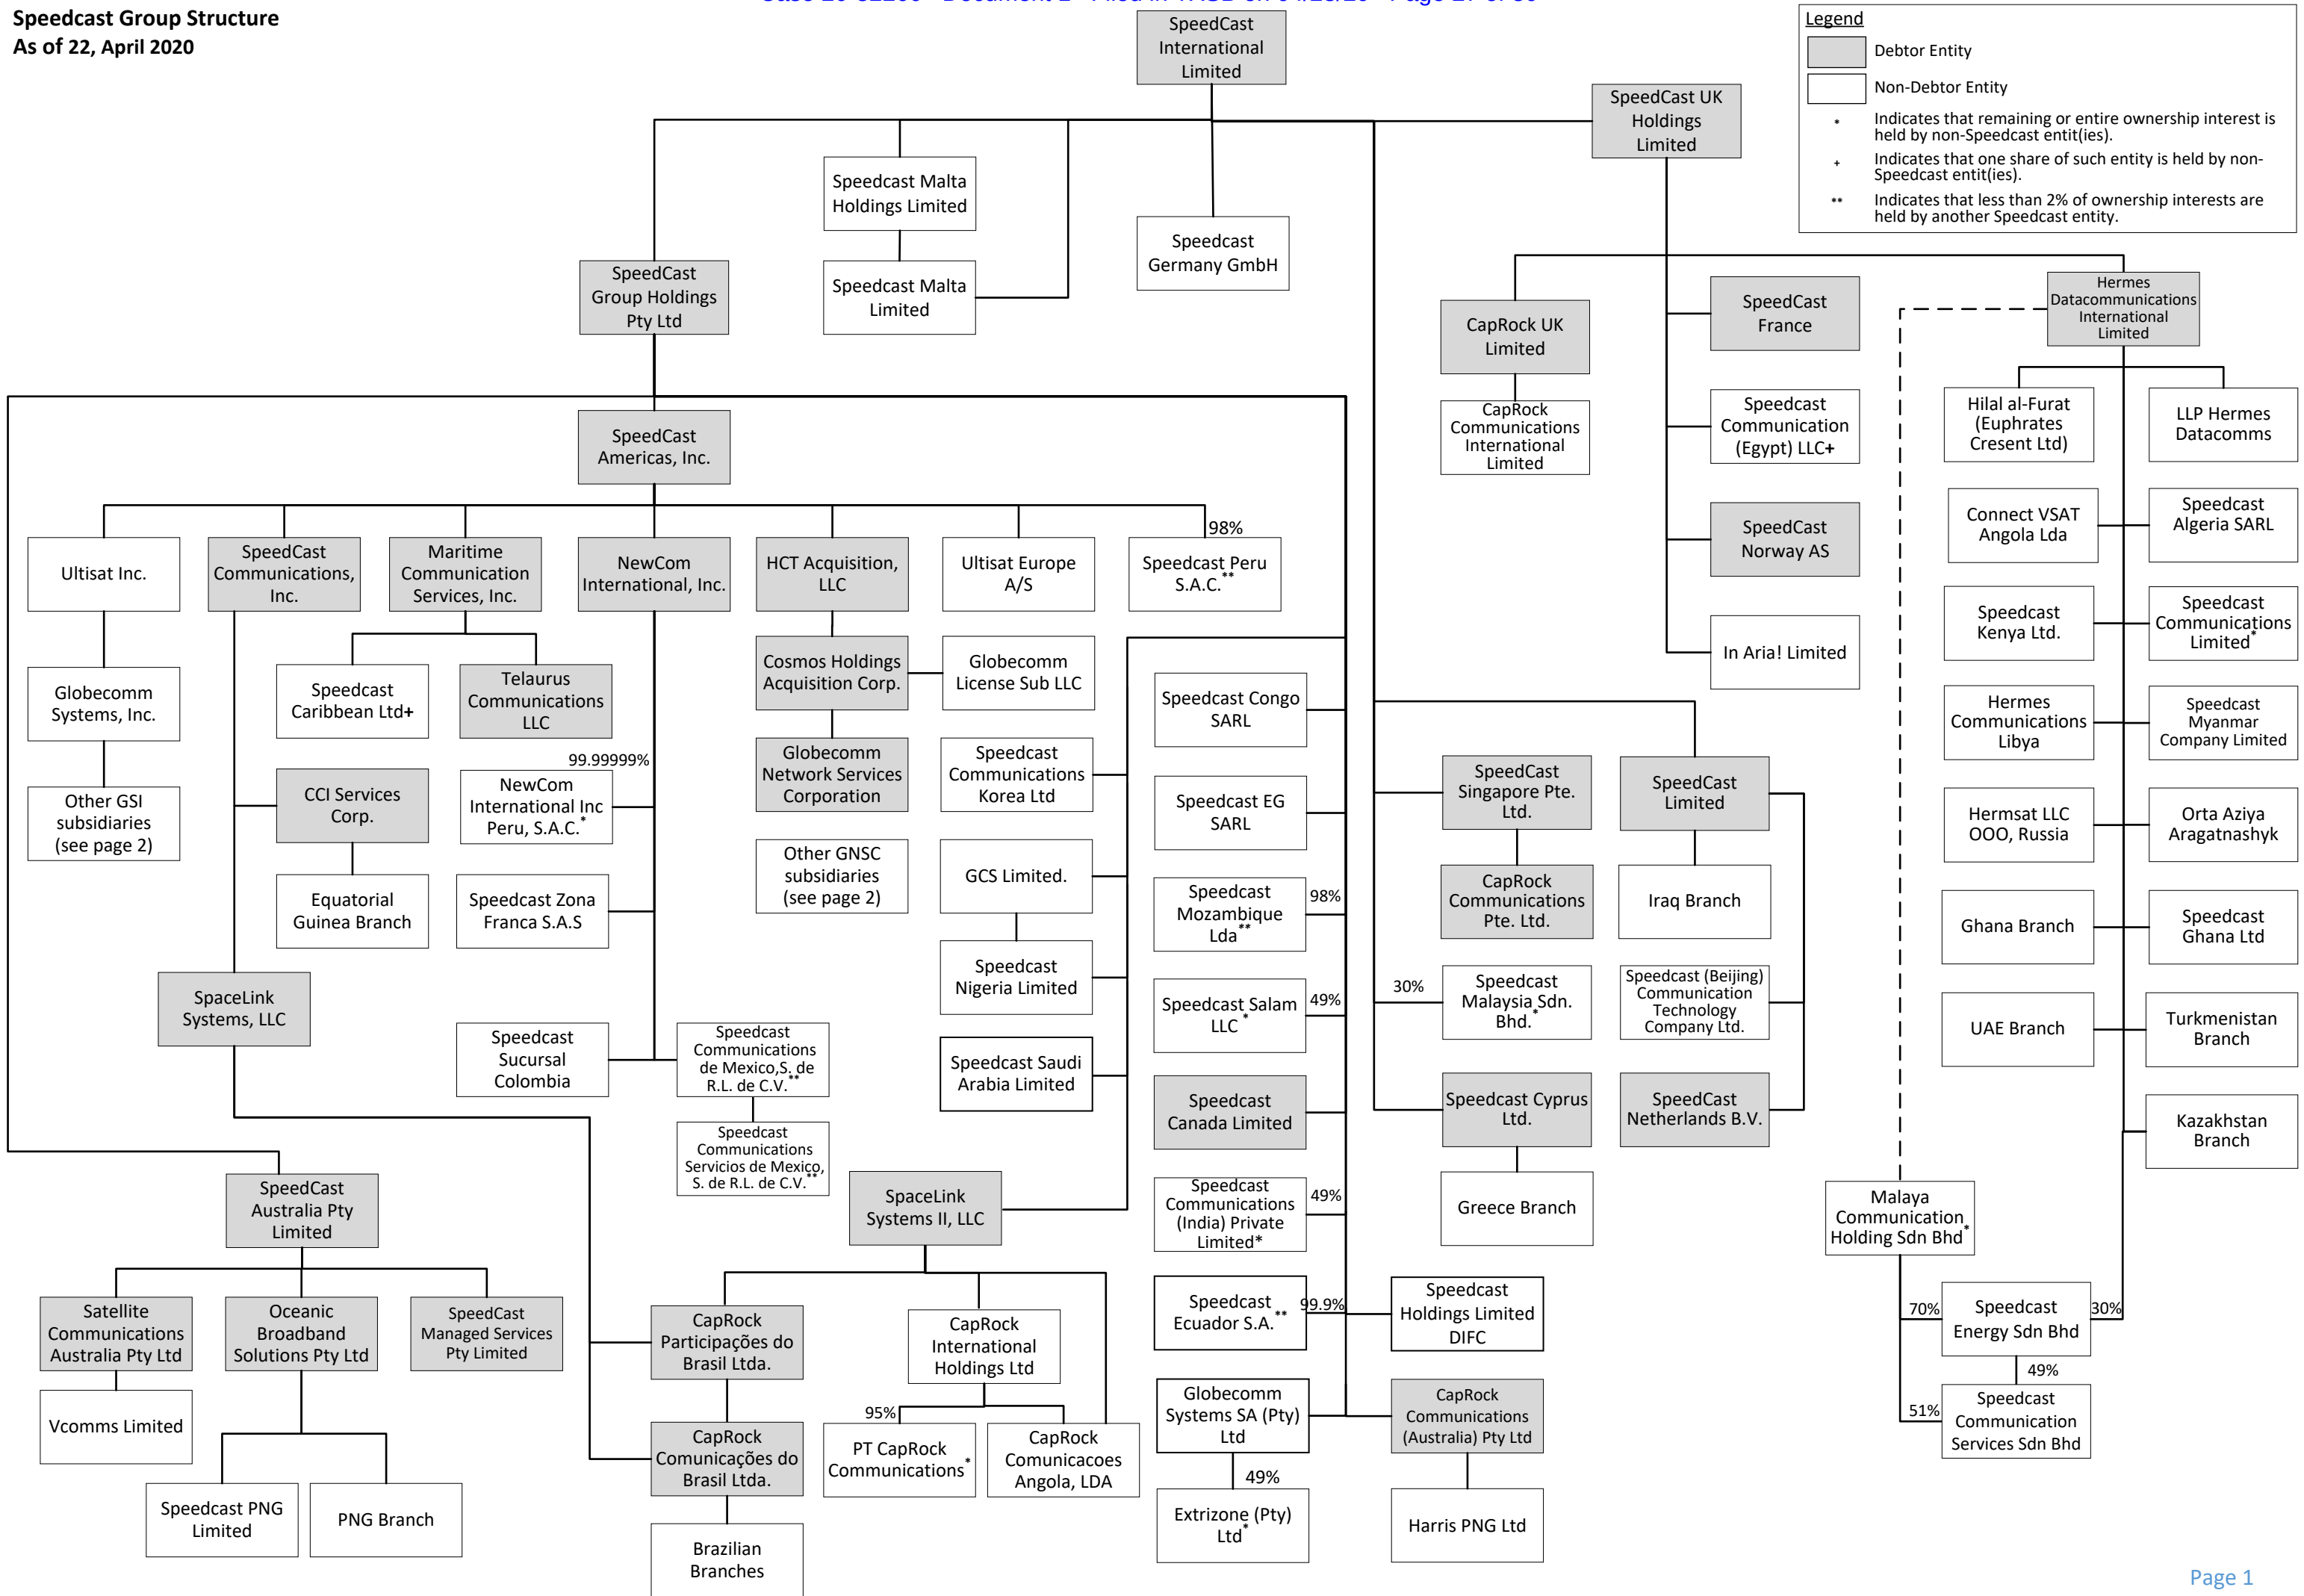 Speedcast Group Structure
As of 22, April 2020
SpeedCast
International
Limited
Legend
Debtor Entity
Non-Debtor Entity
* Indicates that remaining or entire ownership interest is
held by non-Speedcast entit(ies).
+ Indicates that one share of such entity is held by non-
Speedcast entit(ies).
** Indicates that less than 2% of ownership interests are
held by another Speedcast entity.
SpeedCast UK
Holdings
Limited
Speedcast Malta
Holdings Limited
Speedcast Malta
Limited
Speedcast
Germany GmbH
SpeedCast
Group Holdings
Pty Ltd
CapRock UK
Limited
CapRock
Communications
International
Limited
SpeedCast
France
Speedcast
Communication
(Egypt) LLC+
SpeedCast
Norway AS
In Aria! Limited
Hermes
Datacommunications
International
Limited
Hilal al-Furat
(Euphrates
Cresent Ltd)
LLP Hermes
Datacomms
Connect VSAT
Angola Lda
Speedcast
Algeria SARL
Speedcast
Kenya Ltd.
Speedcast
Communications
Limited*
Hermes
Communications
Libya
Speedcast
Myanmar
Company Limited
Hermsat LLC
OOO, Russia
Orta Aziya
Aragatnashyk
Ghana Branch
Speedcast
Ghana Ltd
UAE Branch
Turkmenistan
Branch
Kazakhstan
Branch
Malaya
Communication
Holding Sdn Bhd*
70%
Speedcast
Energy Sdn Bhd
30%
49%
51%
Speedcast
Communication
Services Sdn Bhd
SpeedCast
Americas, Inc.
Ultisat Inc.
SpeedCast
Communications,
Inc.
Maritime
Communication
Services, Inc.
NewCom
International, Inc.
HCT Acquisition,
LLC
Ultisat Europe
A/S
98%
Speedcast Peru
S.A.C.**
Globecomm
Systems, Inc.
Other GSI
subsidiaries
(see page 2)
Speedcast
Caribbean Ltd+
Telaurus
Communications
LLC
CCI Services
Corp.
Equatorial
Guinea Branch
SpaceLink
Systems, LLC
99.99999%
NewCom
International Inc
Peru, S.A.C.*
Speedcast Zona
Franca S.A.S
Speedcast
Sucursal
Colombia
Speedcast
Communications
de Mexico,S. de
R.L. de C.V.**
Speedcast
Communications
Servicios de Mexico,
S. de R.L. de C.V.**
Cosmos Holdings
Acquisition Corp.
Globecomm
License Sub LLC
Globecomm
Network Services
Corporation
Other GNSC
subsidiaries
(see page 2)
Speedcast
Communications
Korea Ltd
GCS Limited.
Speedcast
Nigeria Limited
Speedcast Saudi
Arabia Limited
SpaceLink
Systems II, LLC
Speedcast Congo
SARL
Speedcast EG
SARL
Speedcast
Mozambique
Lda**
98%
Speedcast Salam
LLC *
49%
Speedcast
Canada Limited
Speedcast
Communications
(India) Private
Limited*
49%
Speedcast
Ecuador S.A.**
99.9%
Speedcast
Holdings Limited
DIFC
Globecomm
Systems SA (Pty)
Ltd
49%
Extrizone (Pty)
Ltd*
CapRock
Communications
(Australia) Pty Ltd
Harris PNG Ltd
SpeedCast
Singapore Pte.
Ltd.
CapRock
Communications
Pte. Ltd.
30%
Speedcast
Malaysia Sdn.
Bhd.*
Speedcast Cyprus
Ltd.
Greece Branch
SpeedCast
Limited
Iraq Branch
Speedcast (Beijing)
Communication
Technology
Company Ltd.
SpeedCast
Netherlands B.V.
SpeedCast
Australia Pty
Limited
Satellite
Communications
Australia Pty Ltd
Oceanic
Broadband
Solutions Pty Ltd
SpeedCast
Managed Services
Pty Limited
Vcomms Limited
Speedcast PNG
Limited
PNG Branch
CapRock
Participações do
Brasil Ltda.
CapRock
Comunicações do
Brasil Ltda.
Brazilian
Branches
CapRock
International
Holdings Ltd
95%
PT CapRock
Communications*
CapRock
Comunicacoes
Angola, LDA
Page 1